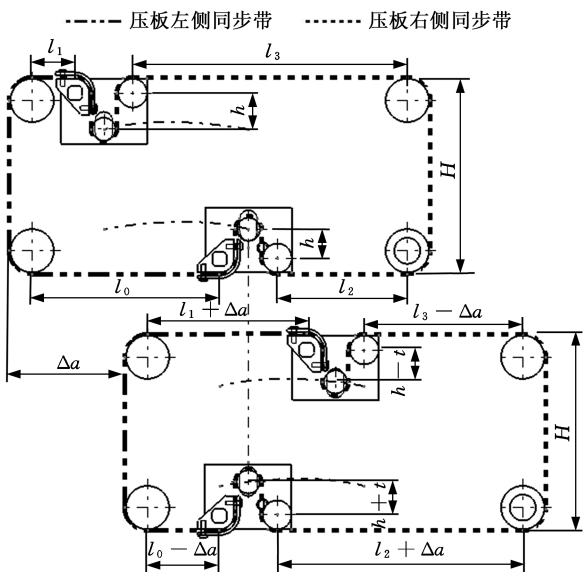 压板左侧同步带 压板右侧同步带
l₁ l₃
h
H
h
l₀ l₂
l₁ + Δa l₃ − Δa
Δa
h − t
H
h + t
l₀ − Δa l₂ + Δa